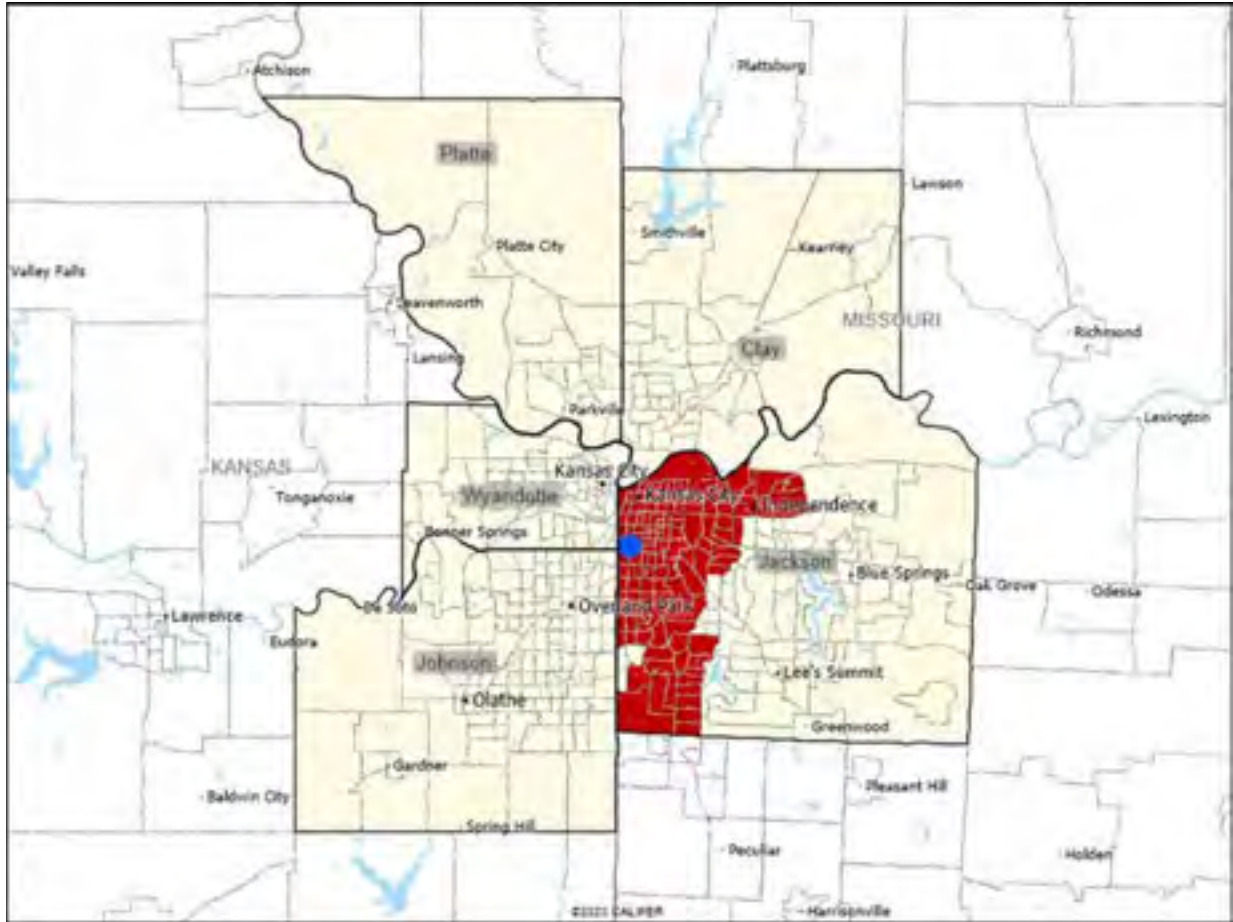 Atchison
Plattsburg
Platte
Lawson
Smithville
Platte City
Kearney
Valley Falls
Leavenworth
MISSOURI
Richmond
Clay
Lansing
Parkville
Lexington
KANSAS
Kansas City
Tonganoxie
Wyandotte
Kansas City
Independence
Bonner Springs
Jackson
Blue Springs
Oak Grove
Odessa
De Soto
Overland Park
Lawrence
Eudora
Johnson
Lee's Summit
Olathe
Greenwood
Gardner
Pleasant Hill
Baldwin City
Spring Hill
Peculiar
Holden
©2023 CALIPER
Harrisonville